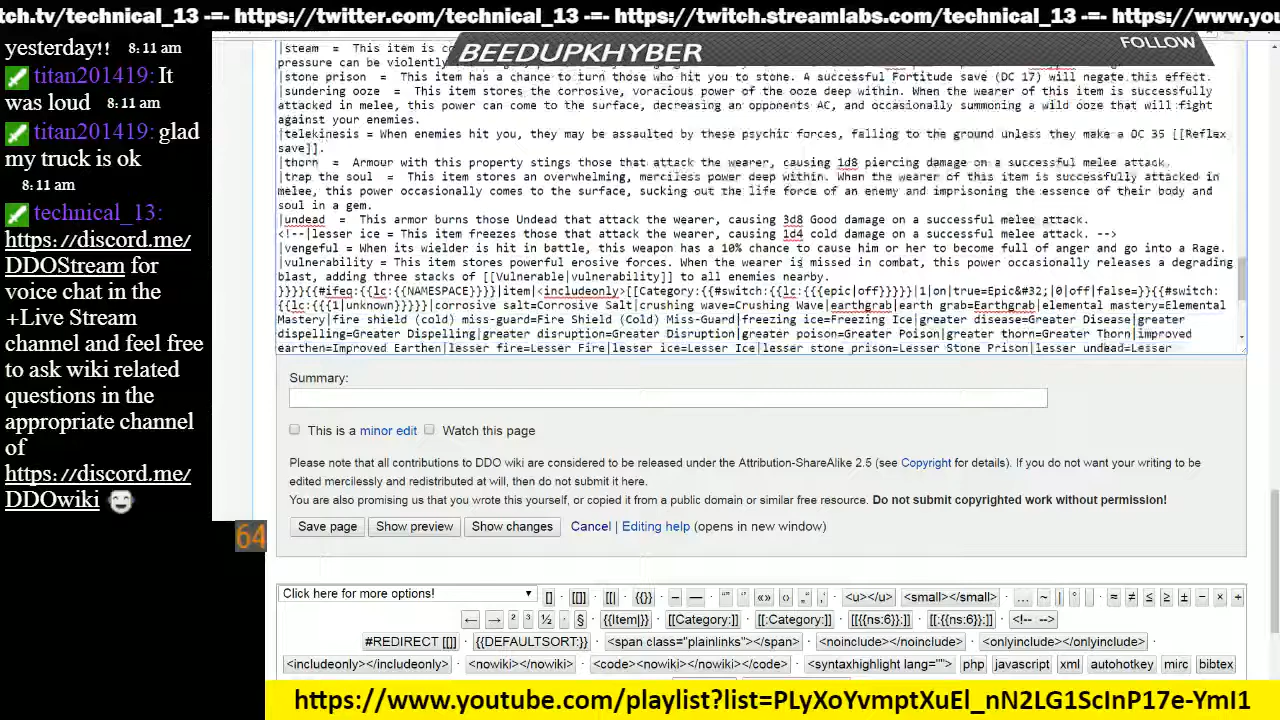 tch.tv/technical_13 -=- https://twitter.com/technical_13 -=- https://twitch.streamlabs.com/technical_13 -=- https://www.you
yesterday!! 8:11 am
titan201419: It
was loud 8:11 am
titan201419: glad
my truck is ok
8:11 am
technical_13:
https://discord.me/
DDOStream for
voice chat in the
+Live Stream
channel and feel free
to ask wiki related
questions in the
appropriate channel
of
https://discord.me/
DDOwiki
64
BEEDUPKHYBER
FOLLOW
|steam = This item is co
pressure can be violently
|stone prison = This item has a chance to turn those who hit you to stone. A successful Fortitude save (DC 17) will negate this effect.
|sundering ooze = This item stores the corrosive, voracious power of the ooze deep within. When the wearer of this item is successfully
attacked in melee, this power can come to the surface, decreasing an opponents AC, and occasionally summoning a wild ooze that will fight
against your enemies.
|telekinesis = When enemies hit you, they may be assaulted by these psychic forces, falling to the ground unless they make a DC 35 [[Reflex
save]].
|thorn = Armour with this property stings those that attack the wearer, causing 1d8 piercing damage on a successful melee attack.
|trap the soul = This item stores an overwhelming, merciless power deep within. When the wearer of this item is successfully attacked in
melee, this power occasionally comes to the surface, sucking out the life force of an enemy and imprisoning the essence of their body and
soul in a gem.
|undead = This armor burns those Undead that attack the wearer, causing 3d8 Good damage on a successful melee attack.
<!--|lesser ice = This item freezes those that attack the wearer, causing 1d4 cold damage on a successful melee attack. -->
|vengeful = When its wielder is hit in battle, this weapon has a 10% chance to cause him or her to become full of anger and go into a Rage.
|vulnerability = This item stores powerful erosive forces. When the wearer is missed in combat, this power occasionally releases a degrading
blast, adding three stacks of [[Vulnerable|vulnerability]] to all enemies nearby.
}}}}{{#ifeq:{{lc:{{NAMESPACE}}}}|item|<includeonly>[[Category:{{#switch:{{lc:{{{epic|off}}}}}|1|on|true=Epic&#32;|0|off|false=}}{{#switch:
{{lc:{{{1|unknown}}}}}|corrosive salt=Corrosive Salt|crushing wave=Crushing Wave|earthgrab|earth grab=Earthgrab|elemental mastery=Elemental
Mastery|fire shield (cold) miss-guard=Fire Shield (Cold) Miss-Guard|freezing ice=Freezing Ice|greater disease=Greater Disease|greater
dispelling=Greater Dispelling|greater disruption=Greater Disruption|greater poison=Greater Poison|greater thorn=Greater Thorn|improved
earthen=Improved Earthen|lesser fire=Lesser Fire|lesser ice=Lesser Ice|lesser stone prison=Lesser Stone Prison|lesser undead=Lesser
Summary:
This is a minor edit Watch this page
Please note that all contributions to DDO wiki are considered to be released under the Attribution-ShareAlike 2.5 (see Copyright for details). If you do not want your writing to be
edited mercilessly and redistributed at will, then do not submit it here.
You are also promising us that you wrote this yourself, or copied it from a public domain or similar free resource. Do not submit copyrighted work without permission!
Save page Show preview Show changes Cancel | Editing help (opens in new window)
Click here for more options! [] · [[]] · [[| · {{}} · – — · “” ‘’ «» ‹› „“ ‚‘ · <u></u> · <small></small> · … ~ | ° · ≈ ≠ ≤ ≥ ± − × ÷
← → · ² ³ ½ · § {{Item|}} · [[Category:]] · [[:Category:]] · [[{{ns:6}}:]] · [[:{{ns:6}}:]] · <!-- -->
#REDIRECT [[]] · {{DEFAULTSORT:}} · <span class="plainlinks"></span> · <noinclude></noinclude> · <onlyinclude></onlyinclude> ·
<includeonly></includeonly> · <nowiki></nowiki> · <code><nowiki></nowiki></code> · <syntaxhighlight lang=""> php javascript xml autohotkey mirc bibtex
https://www.youtube.com/playlist?list=PLyXoYvmptXuEl_nN2LG1ScInP17e-YmI1